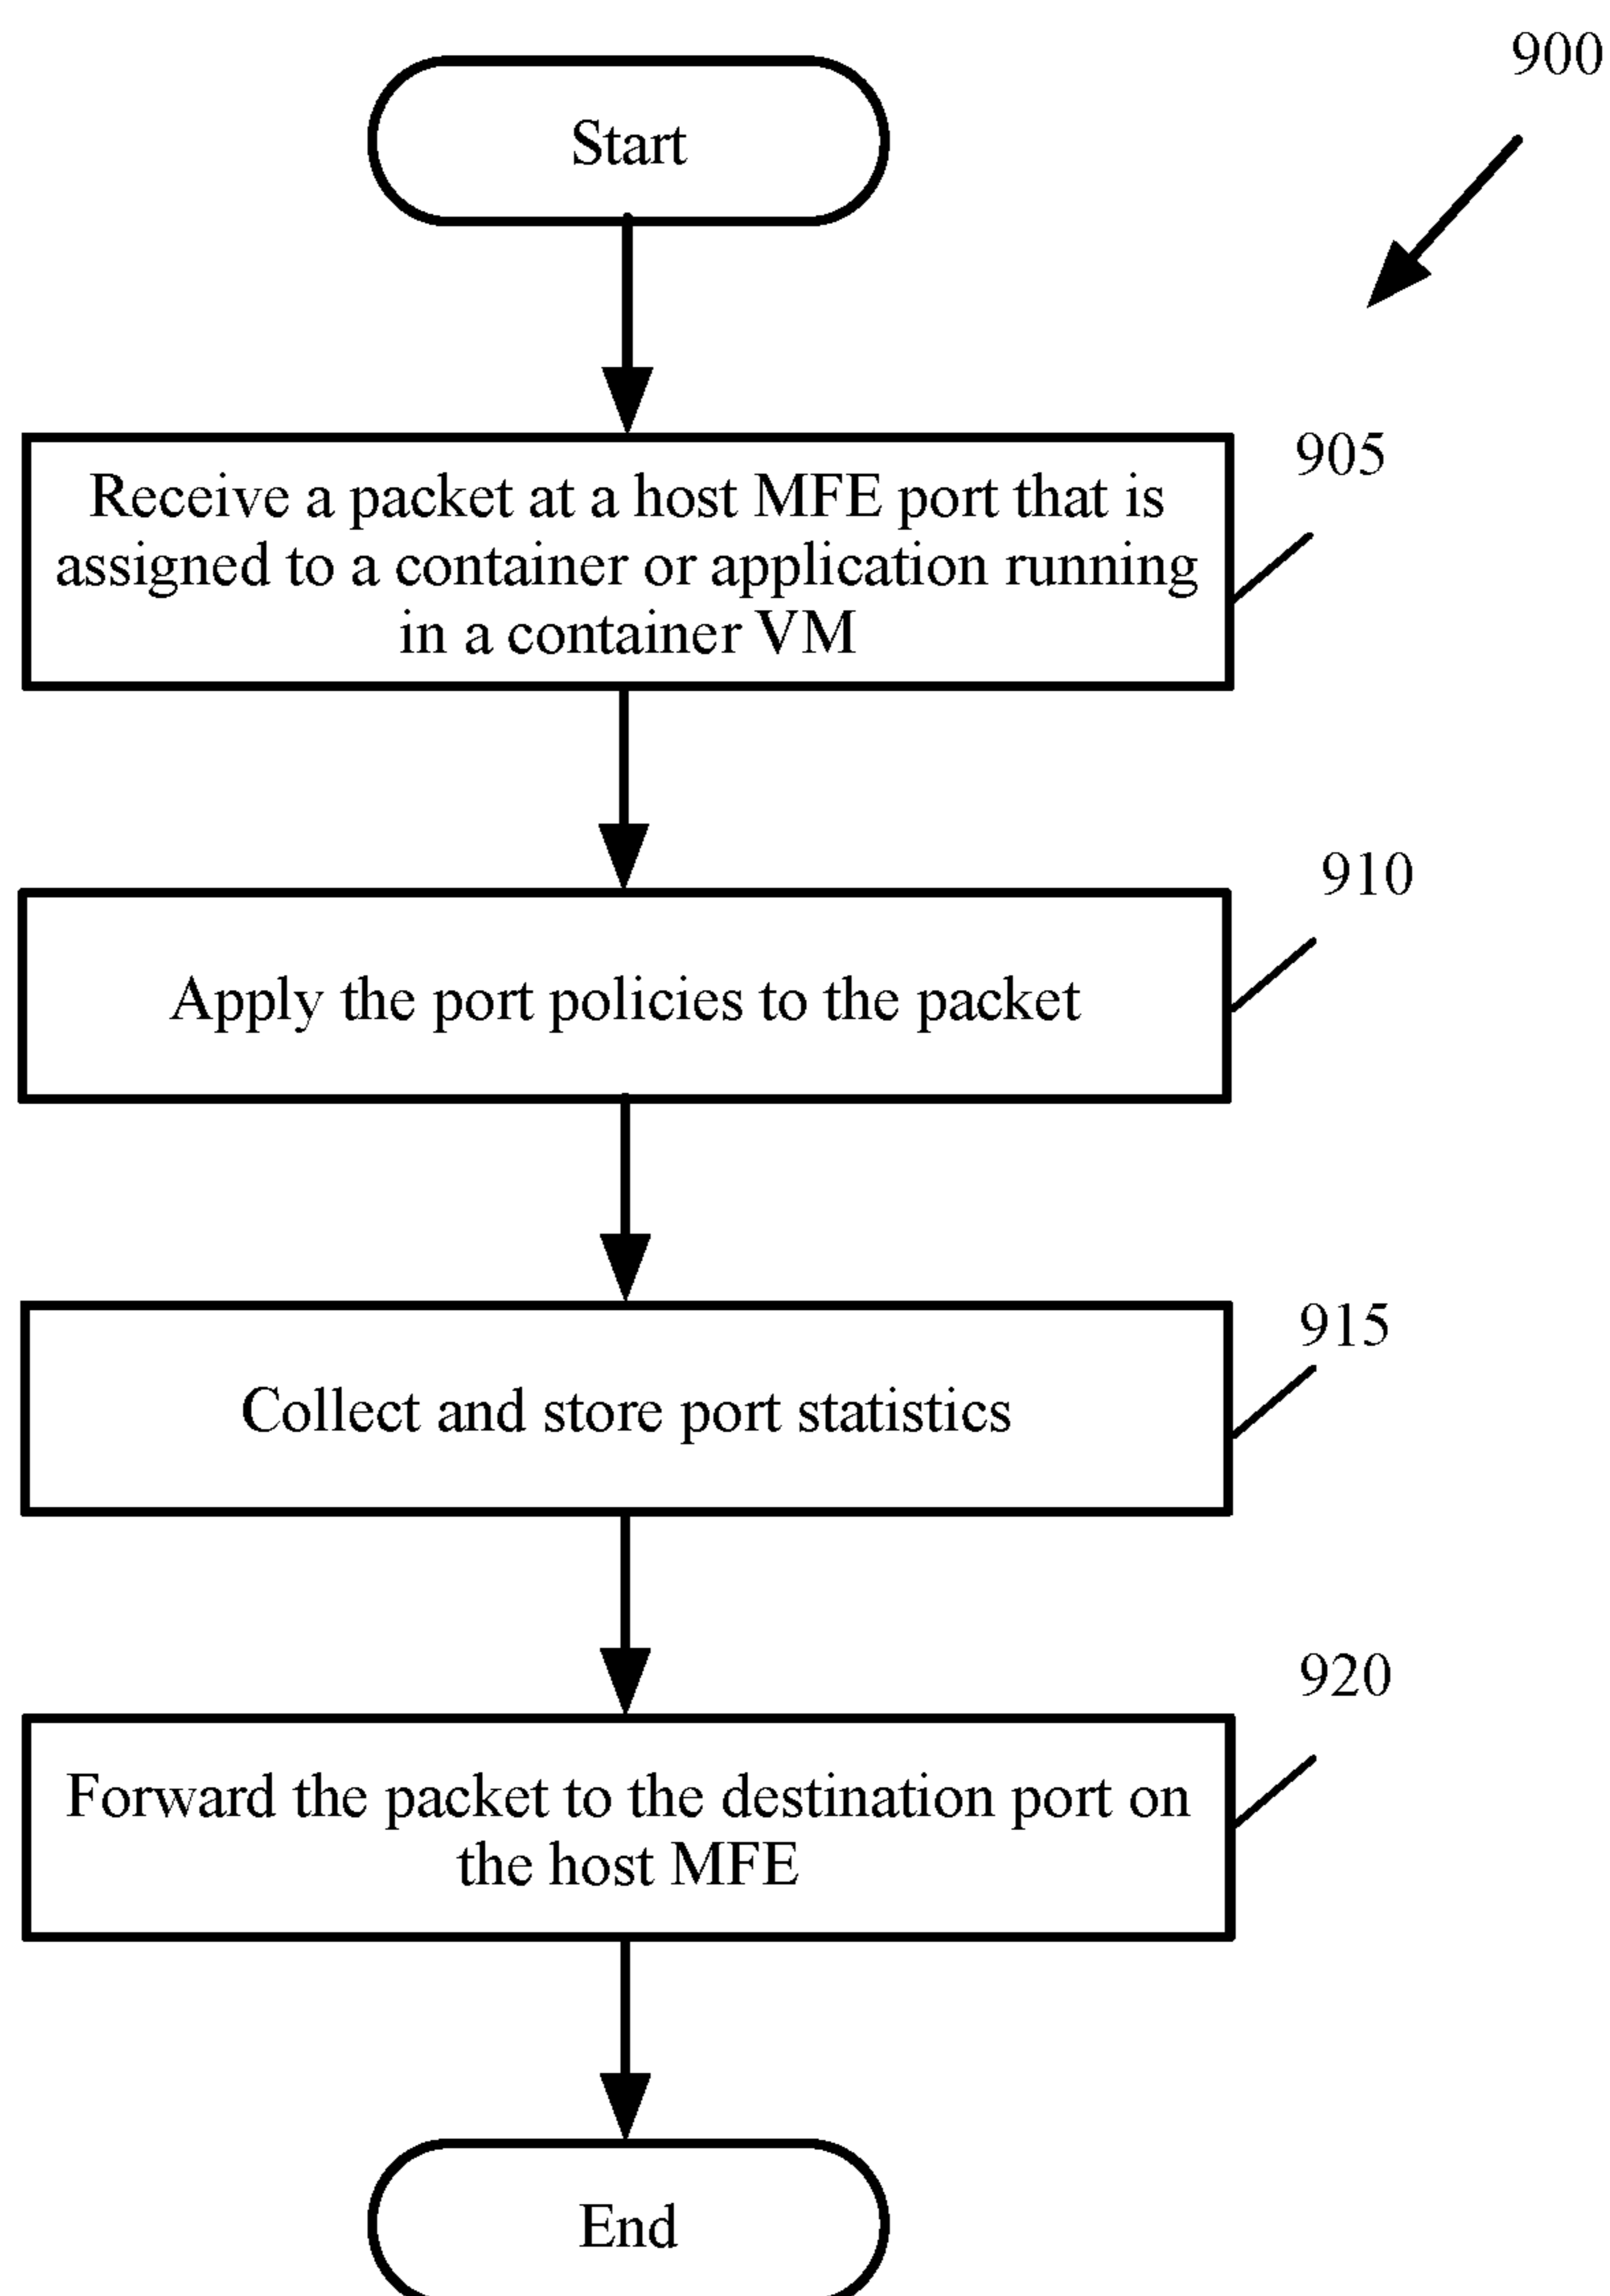 900
Start
905
Receive a packet at a host MFE port that is
assigned to a container or application running
in a container VM
910
Apply the port policies to the packet
915
Collect and store port statistics
920
Forward the packet to the destination port on
the host MFE
End